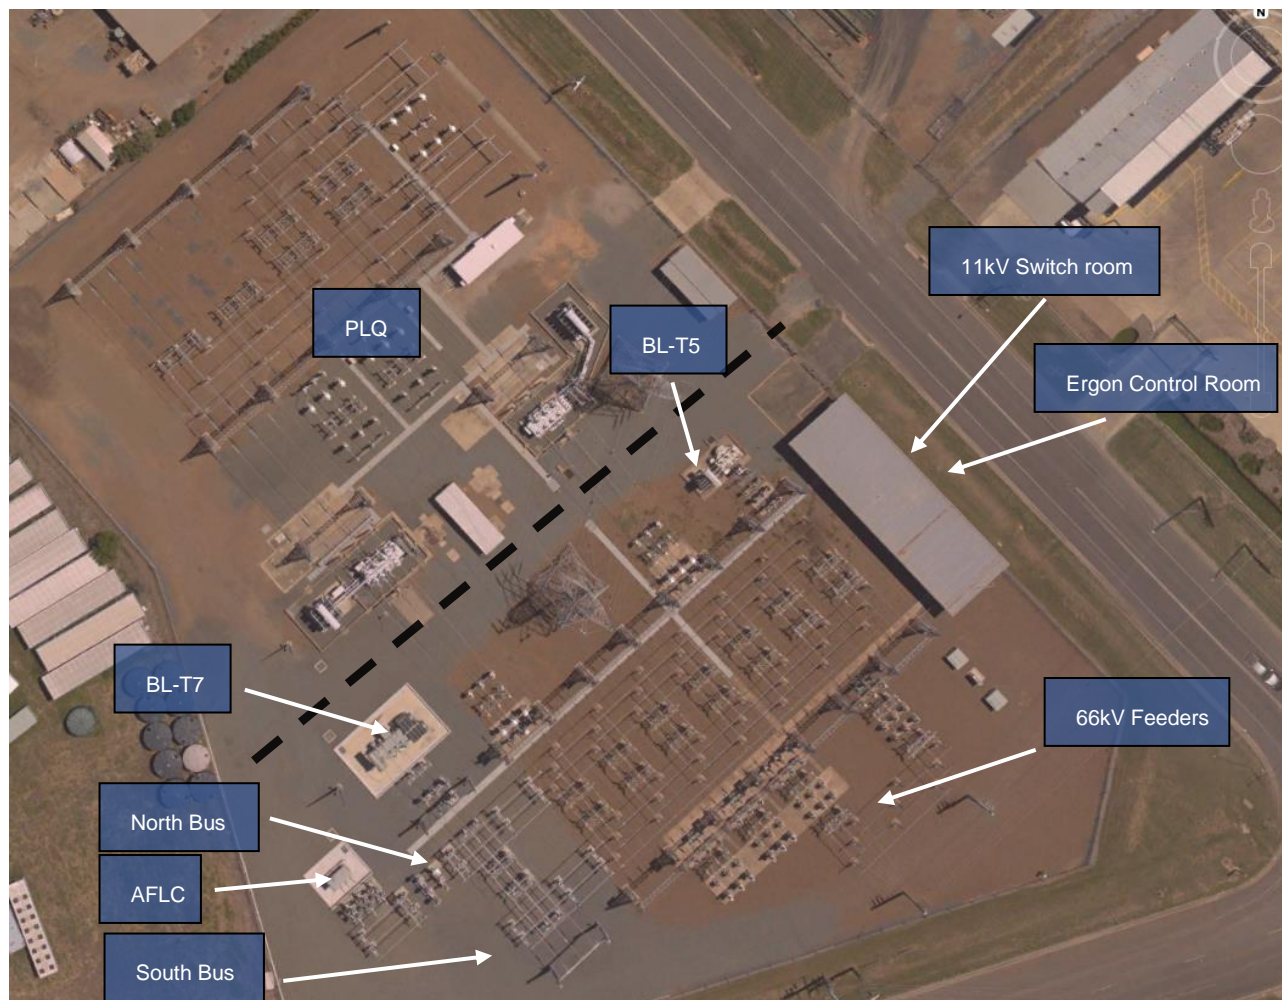 N
11kV Switch room
PLQ
BL-T5
Ergon Control Room
BL-T7
66kV Feeders
North Bus
AFLC
South Bus